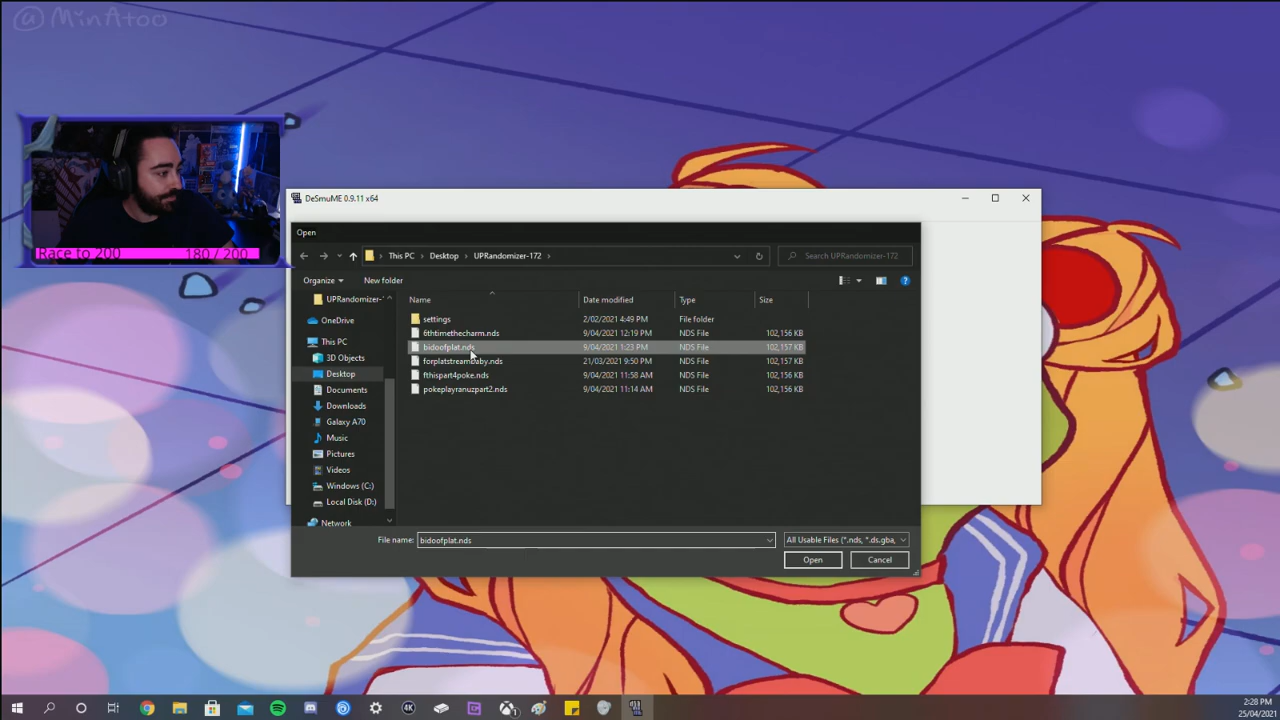 @MinAtoo
Race to 200 180 / 200
DeSmuME 0.9.11 x64
Open
This PC > Desktop > UPRandomizer-172 >
Search UPRandomizer-172
Organize New folder
UPRandomizer-
OneDrive
This PC
3D Objects
Desktop
Documents
Downloads
Galaxy A70
Music
Pictures
Videos
Windows (C:)
Local Disk (D:)
Network
Name Date modified Type Size
settings 2/02/2021 4:49 PM File folder
6thtimethecharm.nds 9/04/2021 12:19 PM NDS File 102,156 KB
bidoofplat.nds 9/04/2021 1:23 PM NDS File 102,157 KB
forplatstreambaby.nds 21/03/2021 9:50 PM NDS File 102,157 KB
fthispart4poke.nds 9/04/2021 11:58 AM NDS File 102,156 KB
pokeplayranuzpart2.nds 9/04/2021 11:14 AM NDS File 102,156 KB
File name: bidoofplat.nds
All Usable Files (*.nds, *.ds.gba,
Open Cancel
4K
2:28 PM
25/04/2021